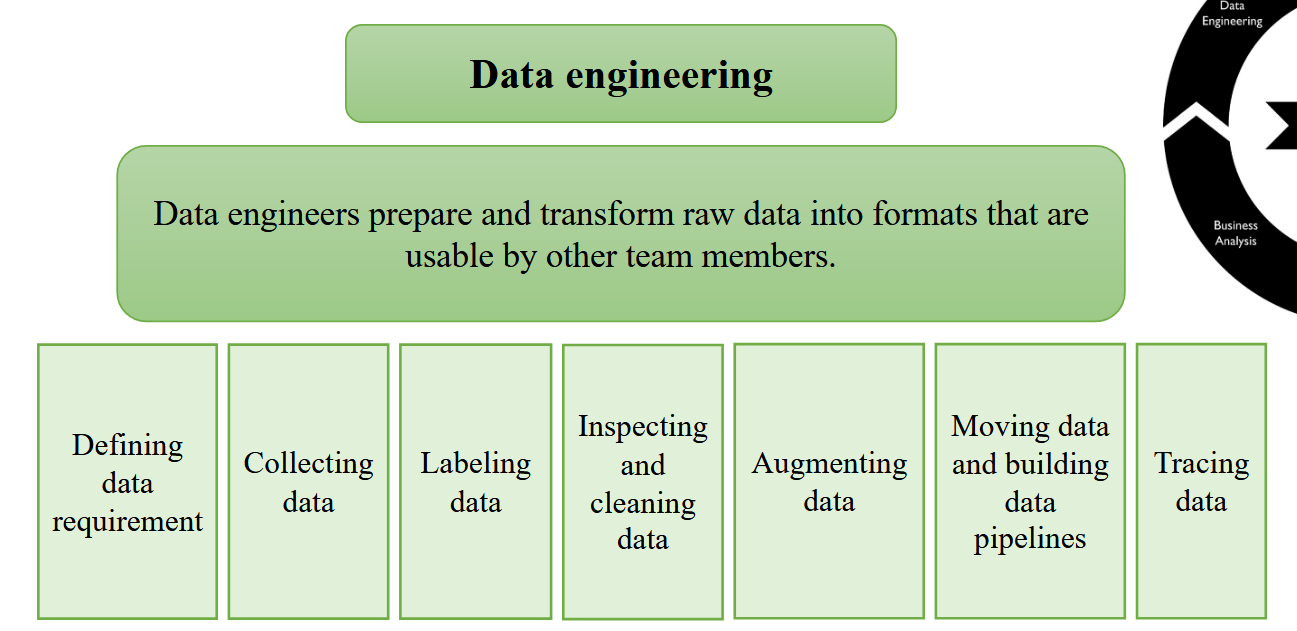 Data
Engineering
Data engineering
Data engineers prepare and transform raw data into formats that are
usable by other team members.
Business
Analysis
Defining
data
requirement
Collecting
data
Labeling
data
Inspecting
and
cleaning
data
Augmenting
data
Moving data
and building
data
pipelines
Tracing
data